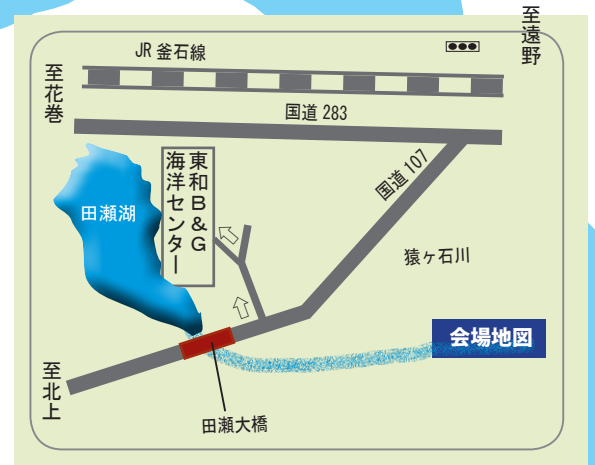 至遠野
JR 釜石線
至花巻
国道 283
国道 107
東和B&G
海洋センター
田瀬湖
猿ヶ石川
会場地図
至北上
田瀬大橋